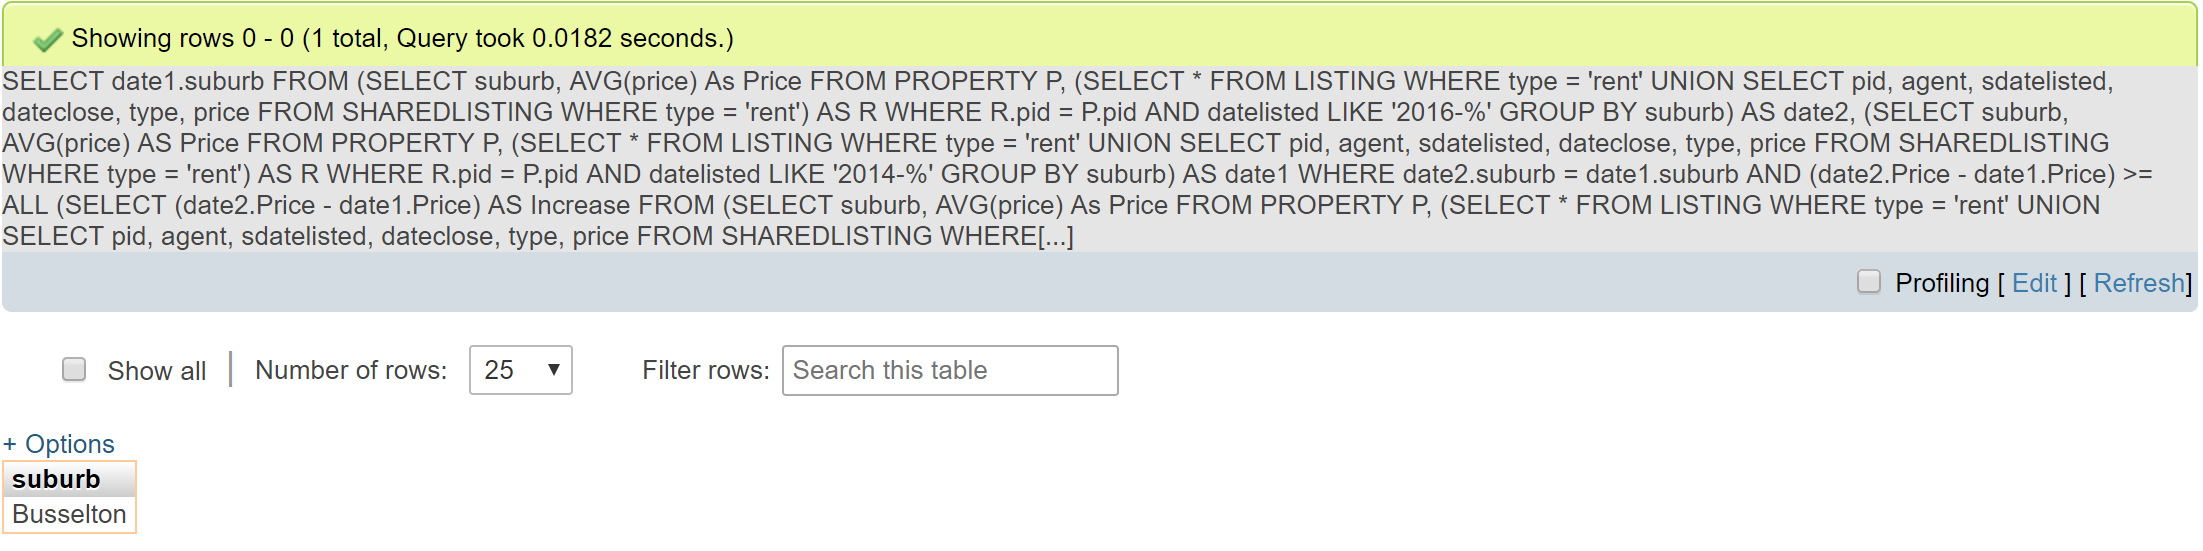 Showing rows 0 - 0 (1 total, Query took 0.0182 seconds.)
SELECT date1.suburb FROM (SELECT suburb, AVG(price) As Price FROM PROPERTY P, (SELECT * FROM LISTING WHERE type = 'rent' UNION SELECT pid, agent, sdatelisted,
dateclose, type, price FROM SHAREDLISTING WHERE type = 'rent') AS R WHERE R.pid = P.pid AND datelisted LIKE '2016-%' GROUP BY suburb) AS date2, (SELECT suburb,
AVG(price) AS Price FROM PROPERTY P, (SELECT * FROM LISTING WHERE type = 'rent' UNION SELECT pid, agent, sdatelisted, dateclose, type, price FROM SHAREDLISTING
WHERE type = 'rent') AS R WHERE R.pid = P.pid AND datelisted LIKE '2014-%' GROUP BY suburb) AS date1 WHERE date2.suburb = date1.suburb AND (date2.Price - date1.Price) >=
ALL (SELECT (date2.Price - date1.Price) AS Increase FROM (SELECT suburb, AVG(price) As Price FROM PROPERTY P, (SELECT * FROM LISTING WHERE type = 'rent' UNION
SELECT pid, agent, sdatelisted, dateclose, type, price FROM SHAREDLISTING WHERE[...]
Profiling [ Edit ] [ Refresh]
Show all Number of rows: 25 Filter rows: Search this table
+ Options
suburb
Busselton